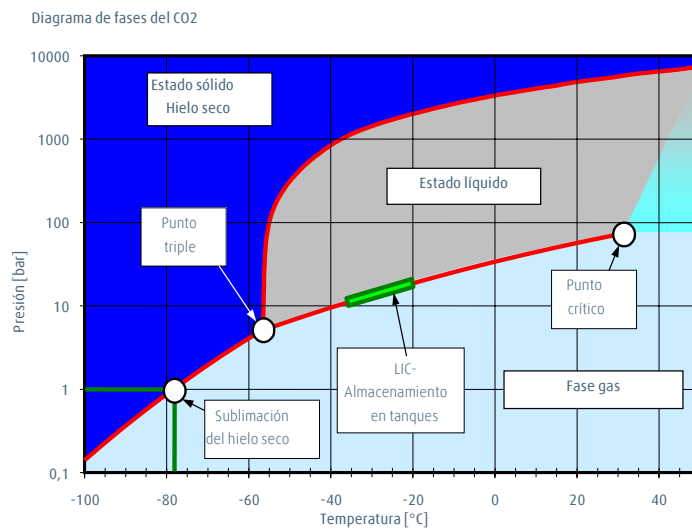 Diagrama de fases del CO2
10000
1000
100
10
1
0,1
Presión [bar]
Estado sólido
Hielo seco
Estado líquido
Punto
triple
Punto
crítico
LIC-
Almacenamiento
en tanques
Fase gas
Sublimación
del hielo seco
-100
-80
-60
-40
-20
0
20
40
Temperatura [°C]